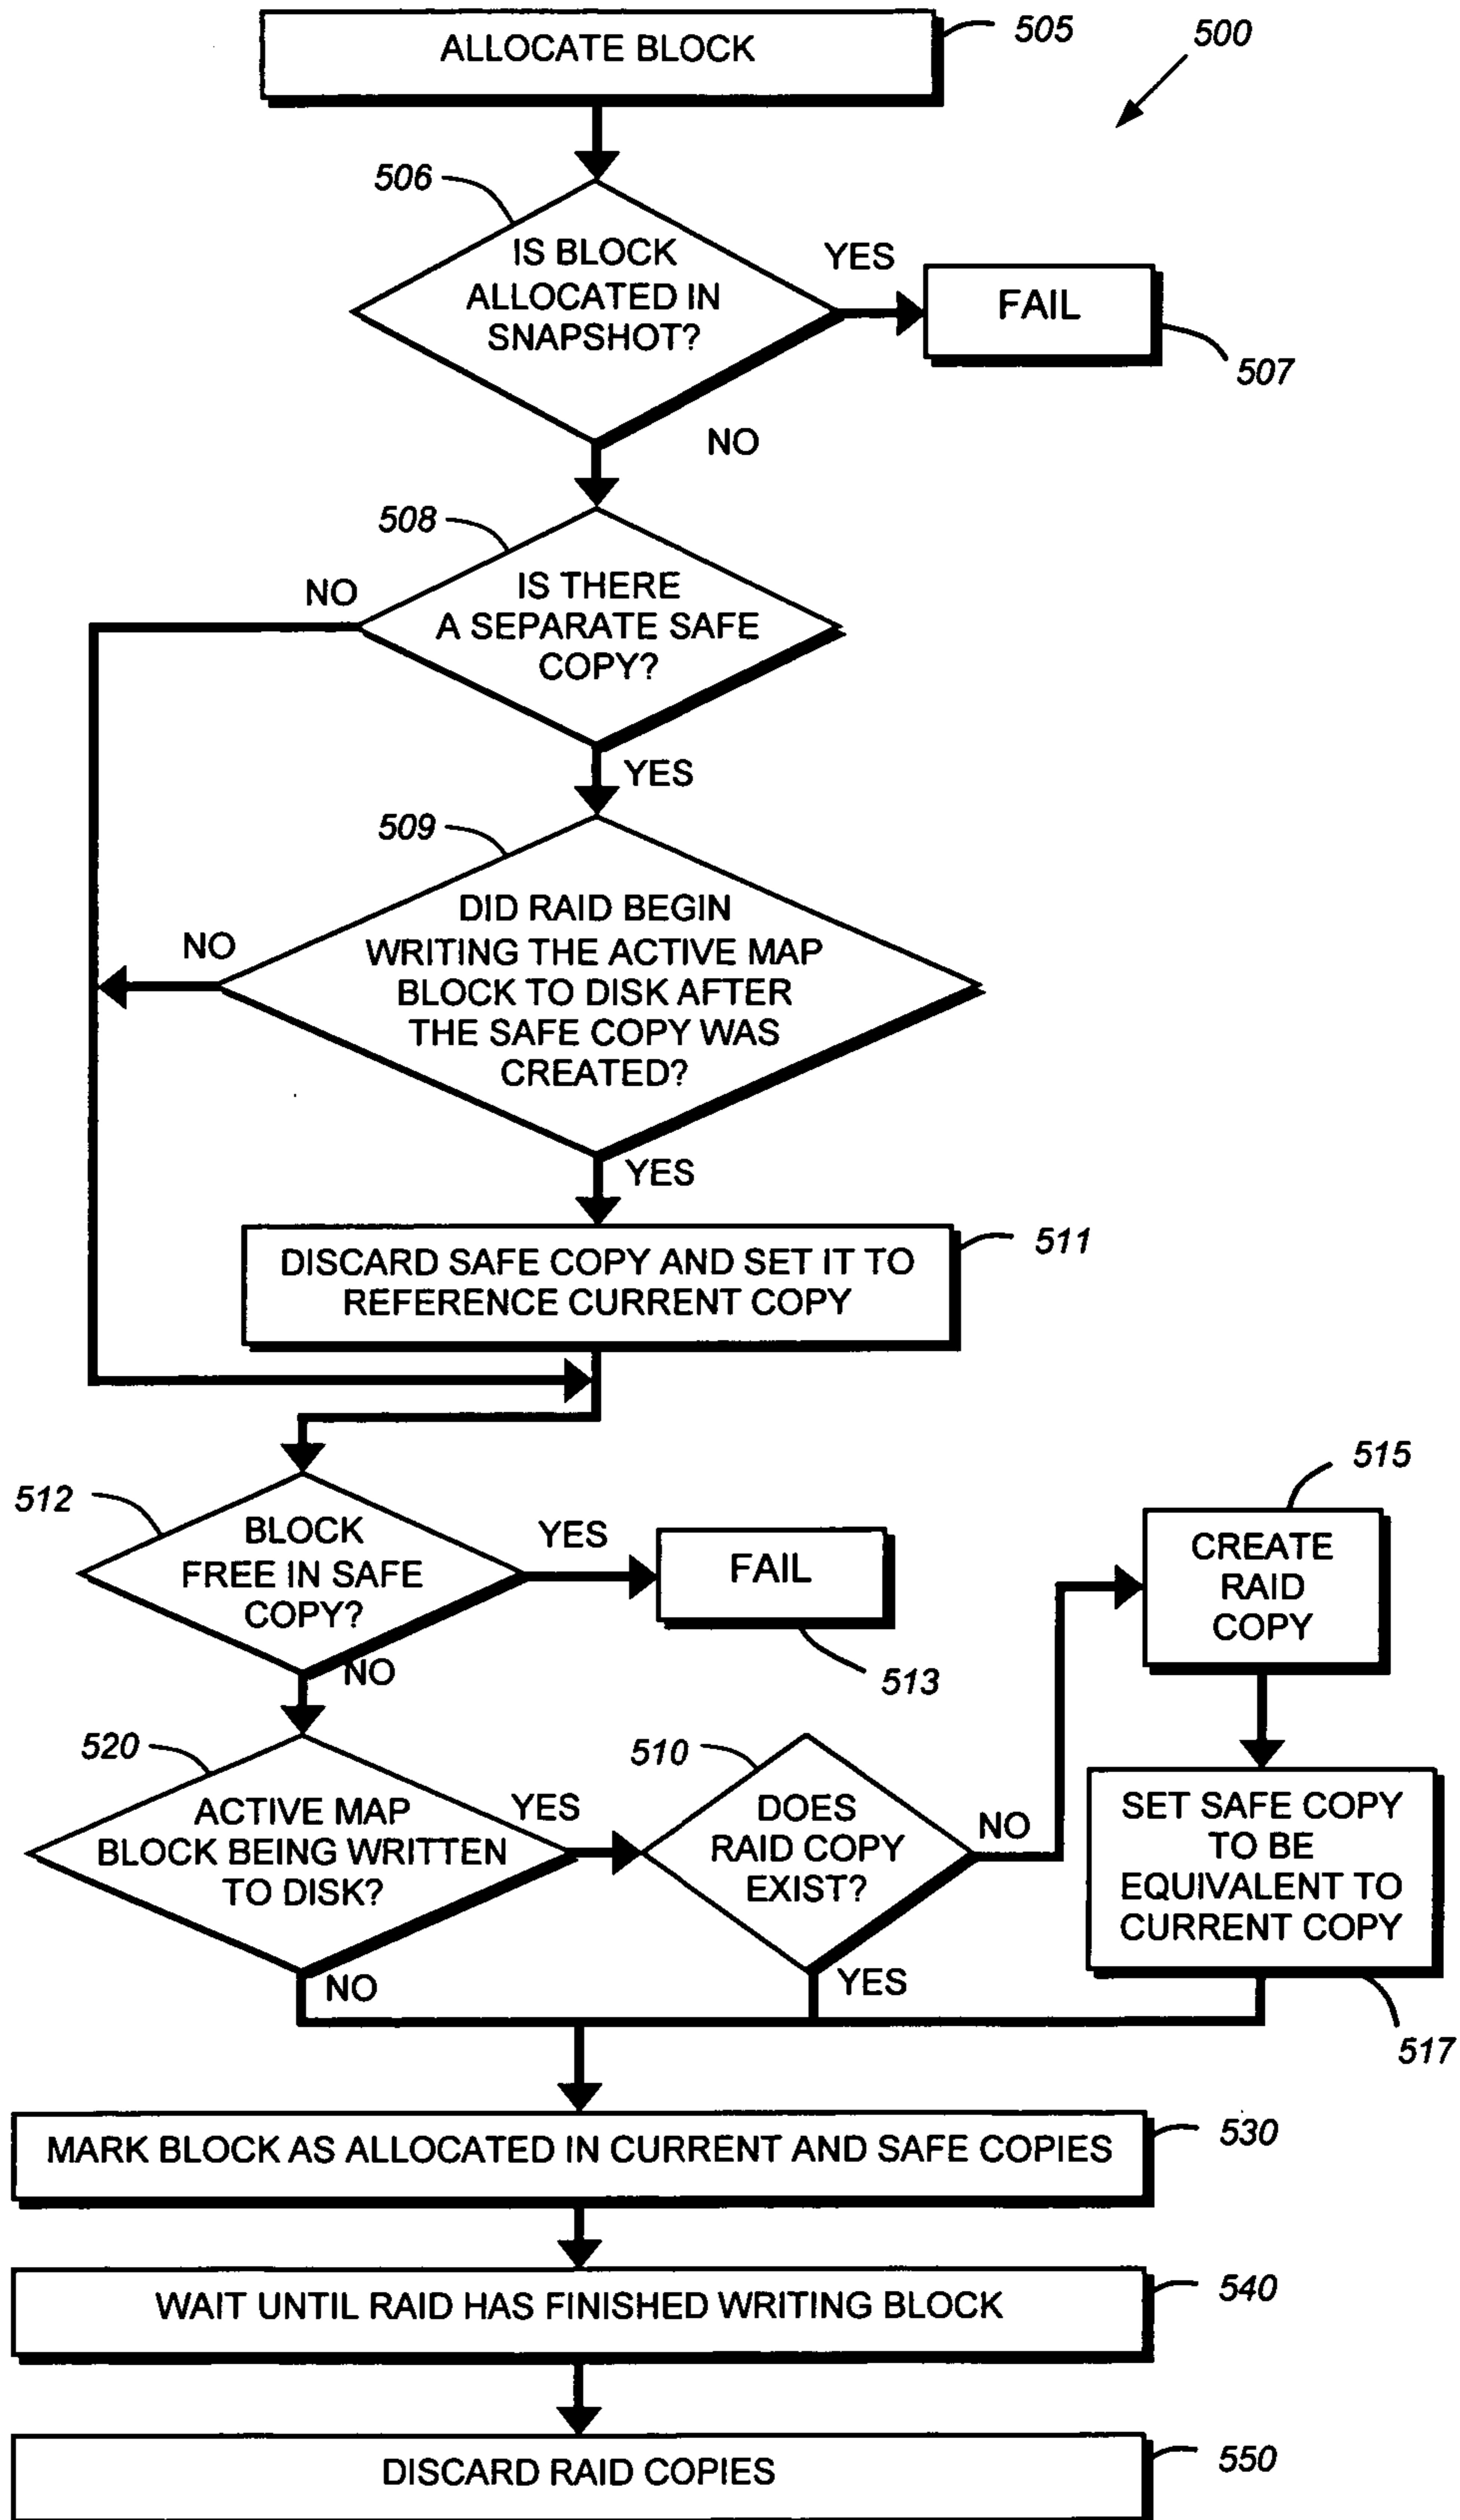 ALLOCATE BLOCK
505
500
506
IS BLOCK
ALLOCATED IN
SNAPSHOT?
YES
FAIL
507
NO
508
NO
IS THERE
A SEPARATE SAFE
COPY?
YES
509
NO
DID RAID BEGIN
WRITING THE ACTIVE MAP
BLOCK TO DISK AFTER
THE SAFE COPY WAS
CREATED?
YES
DISCARD SAFE COPY AND SET IT TO
REFERENCE CURRENT COPY
511
512
BLOCK
FREE IN SAFE
COPY?
YES
FAIL
513
NO
515
CREATE
RAID
COPY
520
ACTIVE MAP
BLOCK BEING WRITTEN
TO DISK?
YES
NO
510
DOES
RAID COPY
EXIST?
NO
YES
SET SAFE COPY
TO BE
EQUIVALENT TO
CURRENT COPY
517
MARK BLOCK AS ALLOCATED IN CURRENT AND SAFE COPIES
530
WAIT UNTIL RAID HAS FINISHED WRITING BLOCK
540
DISCARD RAID COPIES
550